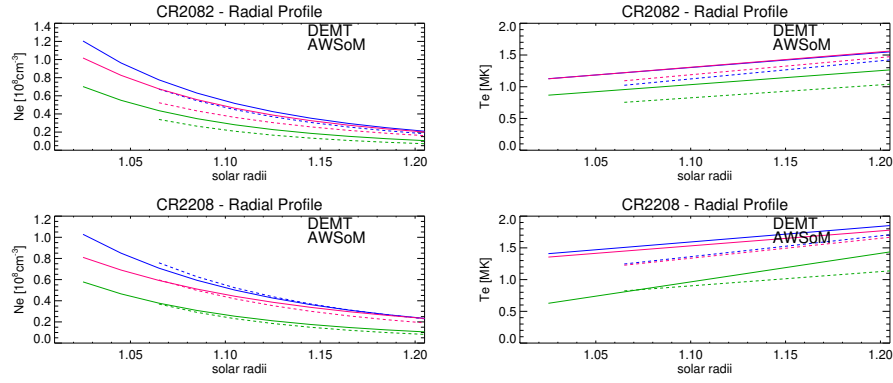 CR2082 - Radial Profile
DEMT
AWSoM
Ne [10⁸cm⁻³]
1.4
1.2
1.0
0.8
0.6
0.4
0.2
0.0
1.05 1.10 1.15 1.20
solar radii
CR2082 - Radial Profile
DEMT
AWSoM
Te [MK]
2.0
1.5
1.0
0.5
0.0
1.05 1.10 1.15 1.20
solar radii
CR2208 - Radial Profile
DEMT
AWSoM
Ne [10⁸cm⁻³]
1.2
1.0
0.8
0.6
0.4
0.2
0.0
1.05 1.10 1.15 1.20
solar radii
CR2208 - Radial Profile
DEMT
AWSoM
Te [MK]
2.0
1.5
1.0
0.5
0.0
1.05 1.10 1.15 1.20
solar radii